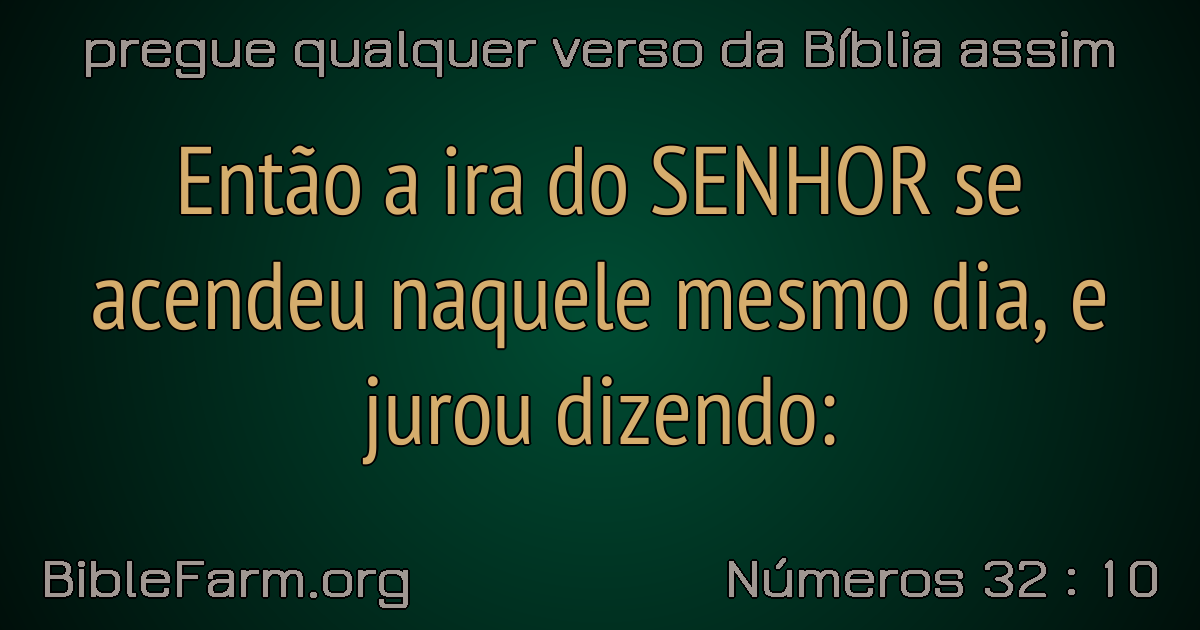 pregue qualquer verso da Bíblia assim
Então a ira do SENHOR se
acendeu naquele mesmo dia, e
jurou dizendo:
BibleFarm.org
Números 32 : 10